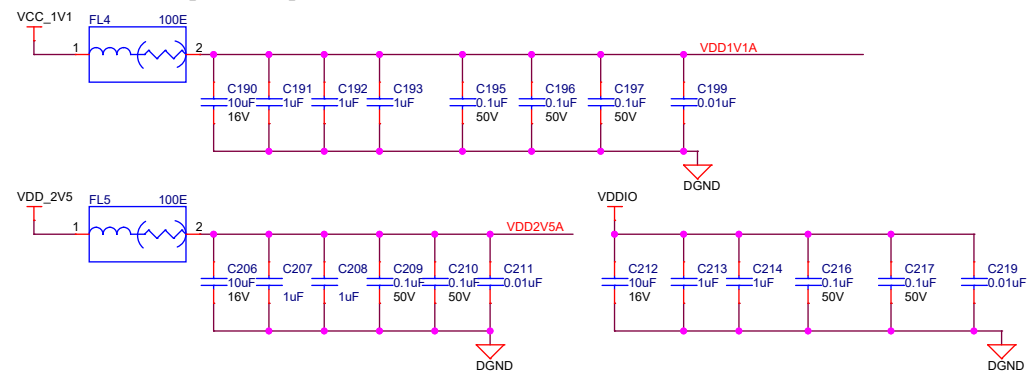 VCC_1V1
FL4 100E
1 2
VDD1V1A
C190 C191 C192 C193 C195 C196 C197 C199
10uF 1uF 1uF 1uF 0.1uF 0.1uF 0.1uF 0.01uF
16V 50V 50V 50V
DGND
VDD_2V5
FL5 100E
1 2
VDD2V5A
C206 C207 C208 C209 C210 C211
10uF 0.1uF 0.1uF 0.01uF
16V 1uF 1uF 50V 50V
DGND
VDDIO
C212 C213 C214 C216 C217 C219
10uF 1uF 1uF 0.1uF 0.1uF 0.01uF
16V 50V 50V
DGND